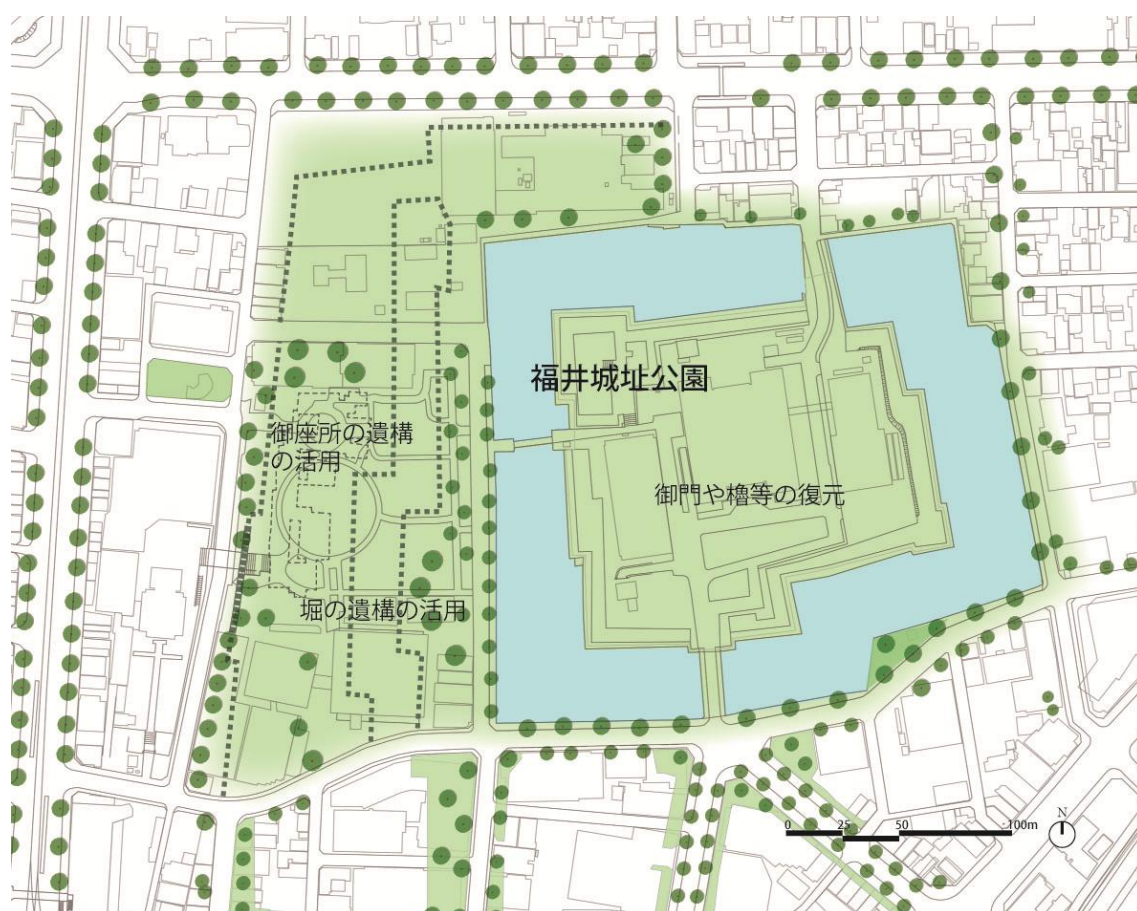 福井城址公園
御座所の遺構
の活用
御門や櫓等の復元
堀の遺構の活用
0 25 50 100m
N